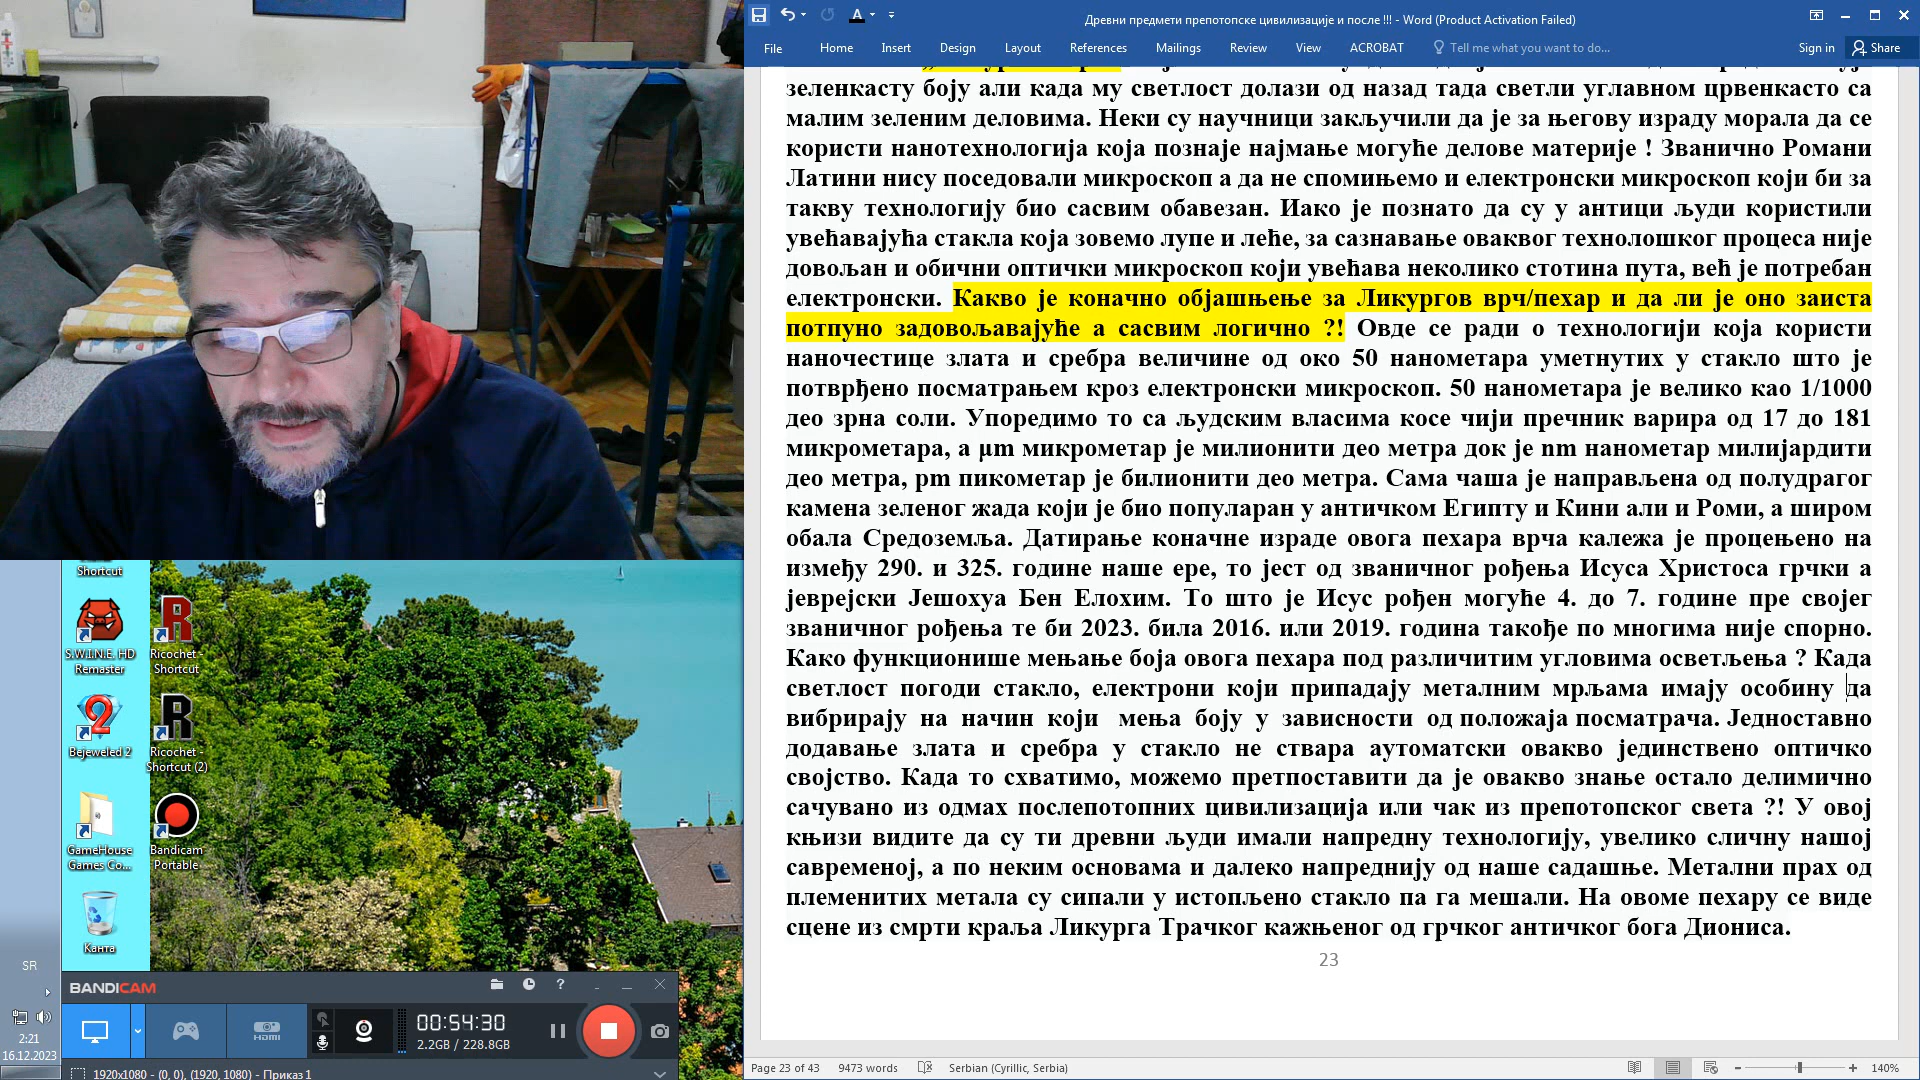 Древни предмети препотопске цивилизације и после !!! - Word (Product Activation Failed)
File Home Insert Design Layout References Mailings Review View ACROBAT Tell me what you want to do... Sign in Share
зеленкасту боју али када му светлост долази од назад тада светли углавном црвенкасто са
малим зеленим деловима. Неки су научници закључили да је за његову израду морала да се
користи нанотехнологија која познаје најмање могуће делове материје ! Званично Романи
Латини нису поседовали микроскоп а да не спомињемо и електронски микроскоп који би за
такву технологију био сасвим обавезан. Иако је познато да су у антици људи користили
увећавајућа стакла која зовемо лупе и леће, за сазнавање оваквог технолошког процеса није
довољан и обични оптички микроскоп који увећава неколико стотина пута, већ је потребан
електронски. Какво је коначно објашњење за Ликургов врч/пехар и да ли је оно заиста
потпуно задовољавајуће а сасвим логично ?! Овде се ради о технологији која користи
наночестице злата и сребра величине од око 50 нанометара уметнутих у стакло што је
потврђено посматрањем кроз електронски микроскоп. 50 нанометара је велико као 1/1000
део зрна соли. Упоредимо то са људским власима косе чији пречник варира од 17 до 181
микрометара, а µm микрометар је милионити део метра док је nm нанометар милијардити
део метра, pm пикометар је билионити део метра. Сама чаша је направљена од полудрагог
камена зеленог жада који је био популаран у античком Египту и Кини али и Роми, а широм
обала Средоземља. Датирање коначне израде овога пехара врча калежа је процењено на
између 290. и 325. године наше ере, то јест од званичног рођења Исуса Христоса грчки а
јеврејски Јешохуа Бен Елохим. То што је Исус рођен могуће 4. до 7. године пре својег
званичног рођења те би 2023. била 2016. или 2019. година такође по многима није спорно.
Како функционише мењање боја овога пехара под различитим угловима осветљења ? Када
светлост погоди стакло, електрони који припадају металним мрљама имају особину да
вибрирају на начин који мења боју у зависности од положаја посматрача. Једноставно
додавање злата и сребра у стакло не ствара аутоматски овакво јединствено оптичко
својство. Када то схватимо, можемо претпоставити да је овакво знање остало делимично
сачувано из одмах послепотопних цивилизација или чак из препотопског света ?! У овој
књизи видите да су ти древни људи имали напредну технологију, увелико сличну нашој
савременој, а по неким основама и далеко напреднију од наше садашње. Метални прах од
племенитих метала су сипали у истопљено стакло па га мешали. На овоме пехару се виде
сцене из смрти краља Ликурга Трачког кажњеног од грчког античког бога Диониса.
23
Page 23 of 43 9473 words Serbian (Cyrillic, Serbia) 140%
Shortcut
S.W.I.N.E. HD
Remaster
Ricochet -
Shortcut
Bejeweled 2
Ricochet -
Shortcut (2)
GameHouse
Games Co...
Bandicam
Portable
Канта
SR
2:21
16.12.2023
BANDICAM
HDMI
00:54:30
2.2GB / 228.8GB
1920x1080 - (0, 0), (1920, 1080) - Приказ 1